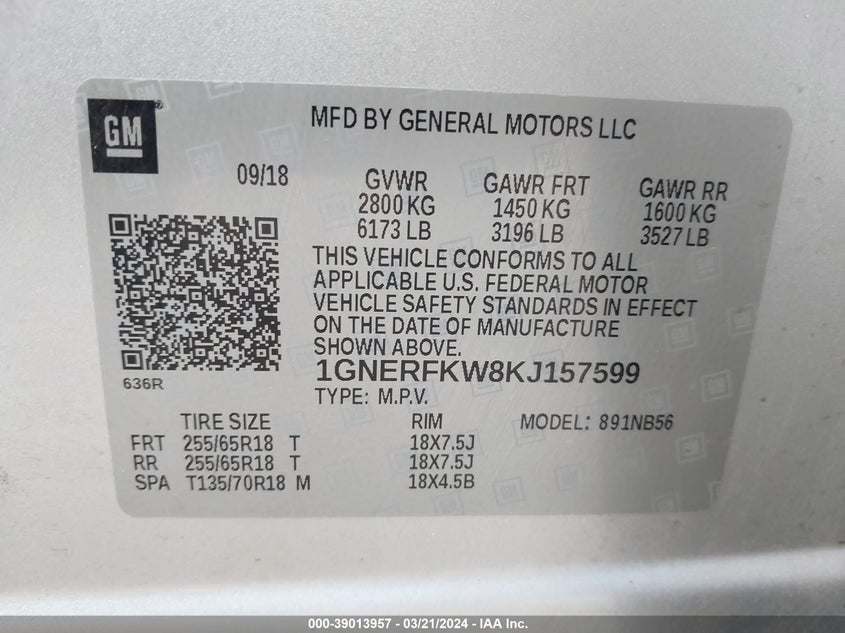 GM®
MFD BY GENERAL MOTORS LLC
09/18 GVWR GAWR FRT GAWR RR
2800 KG 1450 KG 1600 KG
6173 LB 3196 LB 3527 LB
THIS VEHICLE CONFORMS TO ALL
APPLICABLE U.S. FEDERAL MOTOR
VEHICLE SAFETY STANDARDS IN EFFECT
ON THE DATE OF MANUFACTURE
SHOWN ABOVE.
1GNERFKW8KJ157599
636R
TYPE: M.P.V.
TIRE SIZE RIM MODEL: 891NB56
FRT 255/65R18 T 18X7.5J
RR 255/65R18 T 18X7.5J
SPA T135/70R18 M 18X4.5B
000-39013957 - 03/21/2024 - IAA Inc.